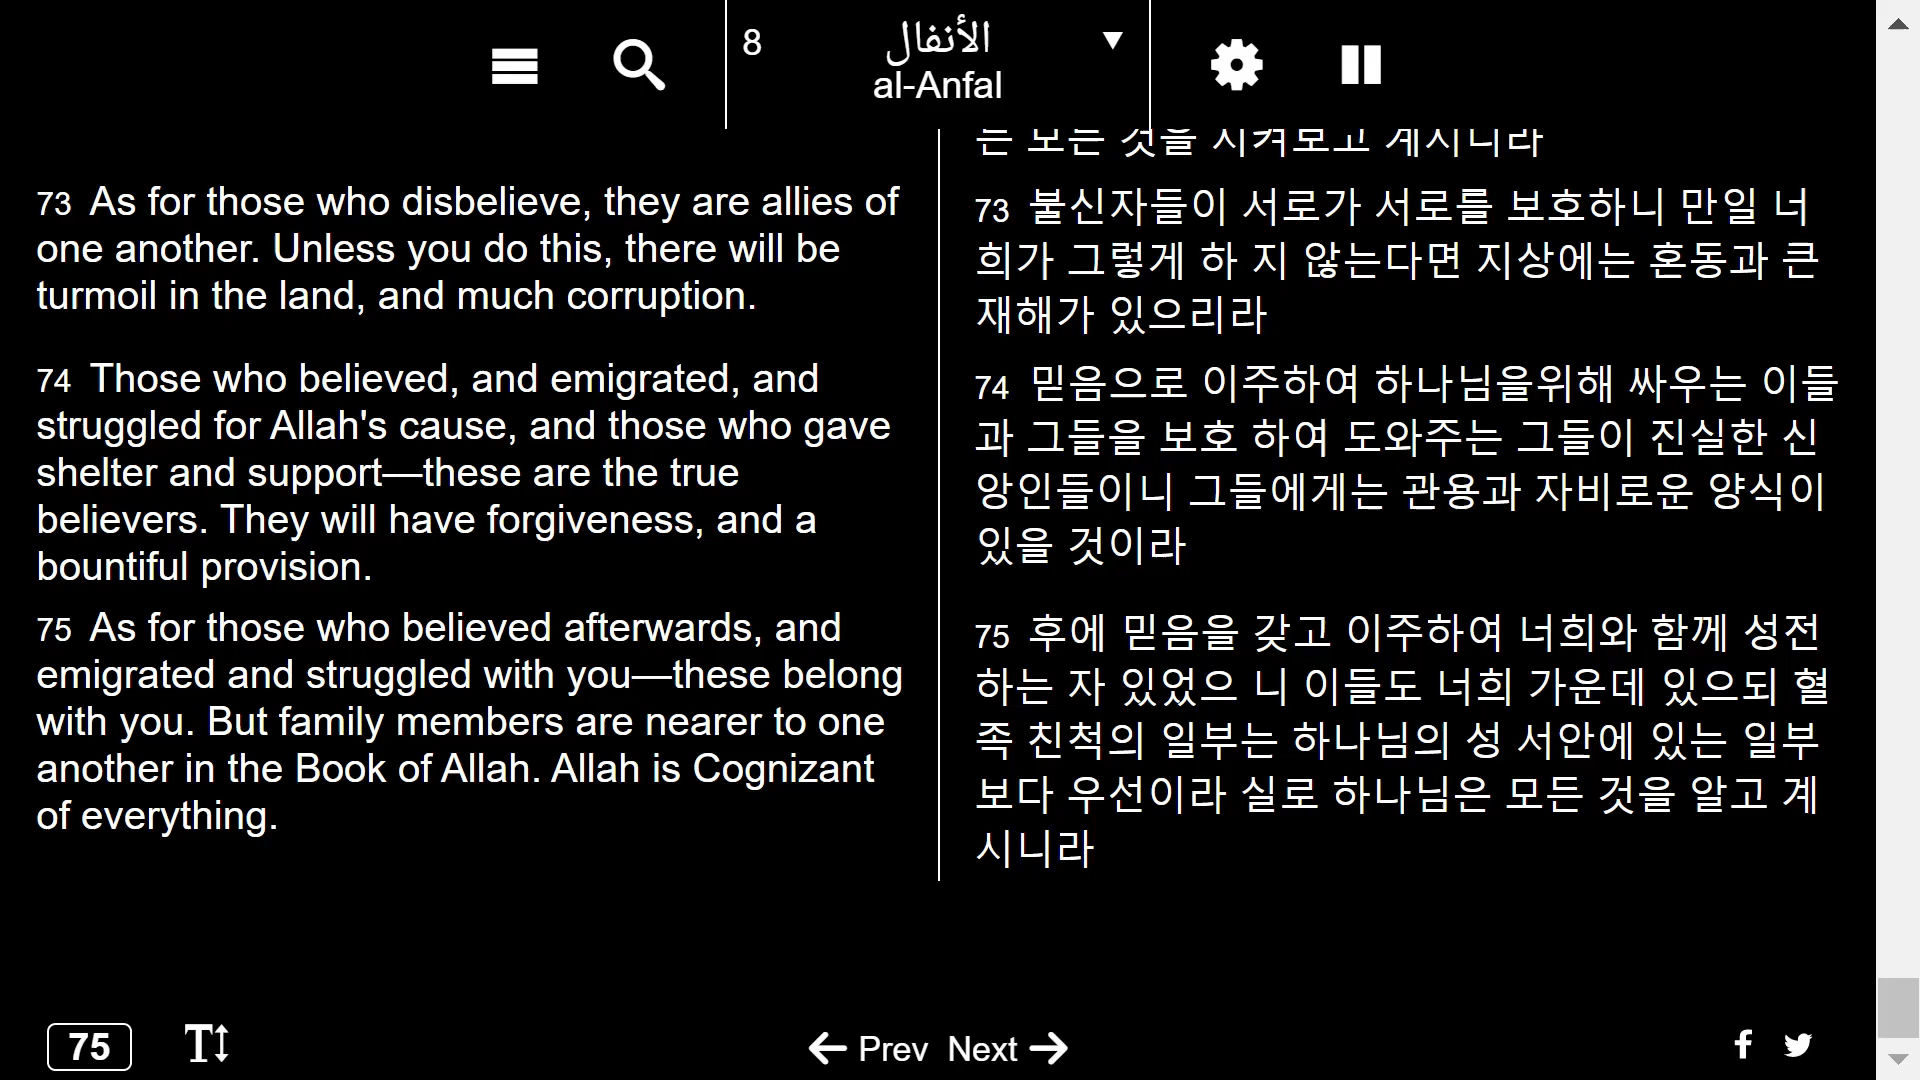 8
الأنفال
al-Anfal
73 As for those who disbelieve, they are allies of
one another. Unless you do this, there will be
turmoil in the land, and much corruption.
74 Those who believed, and emigrated, and
struggled for Allah's cause, and those who gave
shelter and support—these are the true
believers. They will have forgiveness, and a
bountiful provision.
75 As for those who believed afterwards, and
emigrated and struggled with you—these belong
with you. But family members are nearer to one
another in the Book of Allah. Allah is Cognizant
of everything.
은 모든 것을 지켜보고 계시니라
73 불신자들이 서로가 서로를 보호하니 만일 너
희가 그렇게 하 지 않는다면 지상에는 혼동과 큰
재해가 있으리라
74 믿음으로 이주하여 하나님을위해 싸우는 이들
과 그들을 보호 하여 도와주는 그들이 진실한 신
앙인들이니 그들에게는 관용과 자비로운 양식이
있을 것이라
75 후에 믿음을 갖고 이주하여 너희와 함께 성전
하는 자 있었으 니 이들도 너희 가운데 있으되 혈
족 친척의 일부는 하나님의 성 서안에 있는 일부
보다 우선이라 실로 하나님은 모든 것을 알고 계
시니라
75
Prev Next